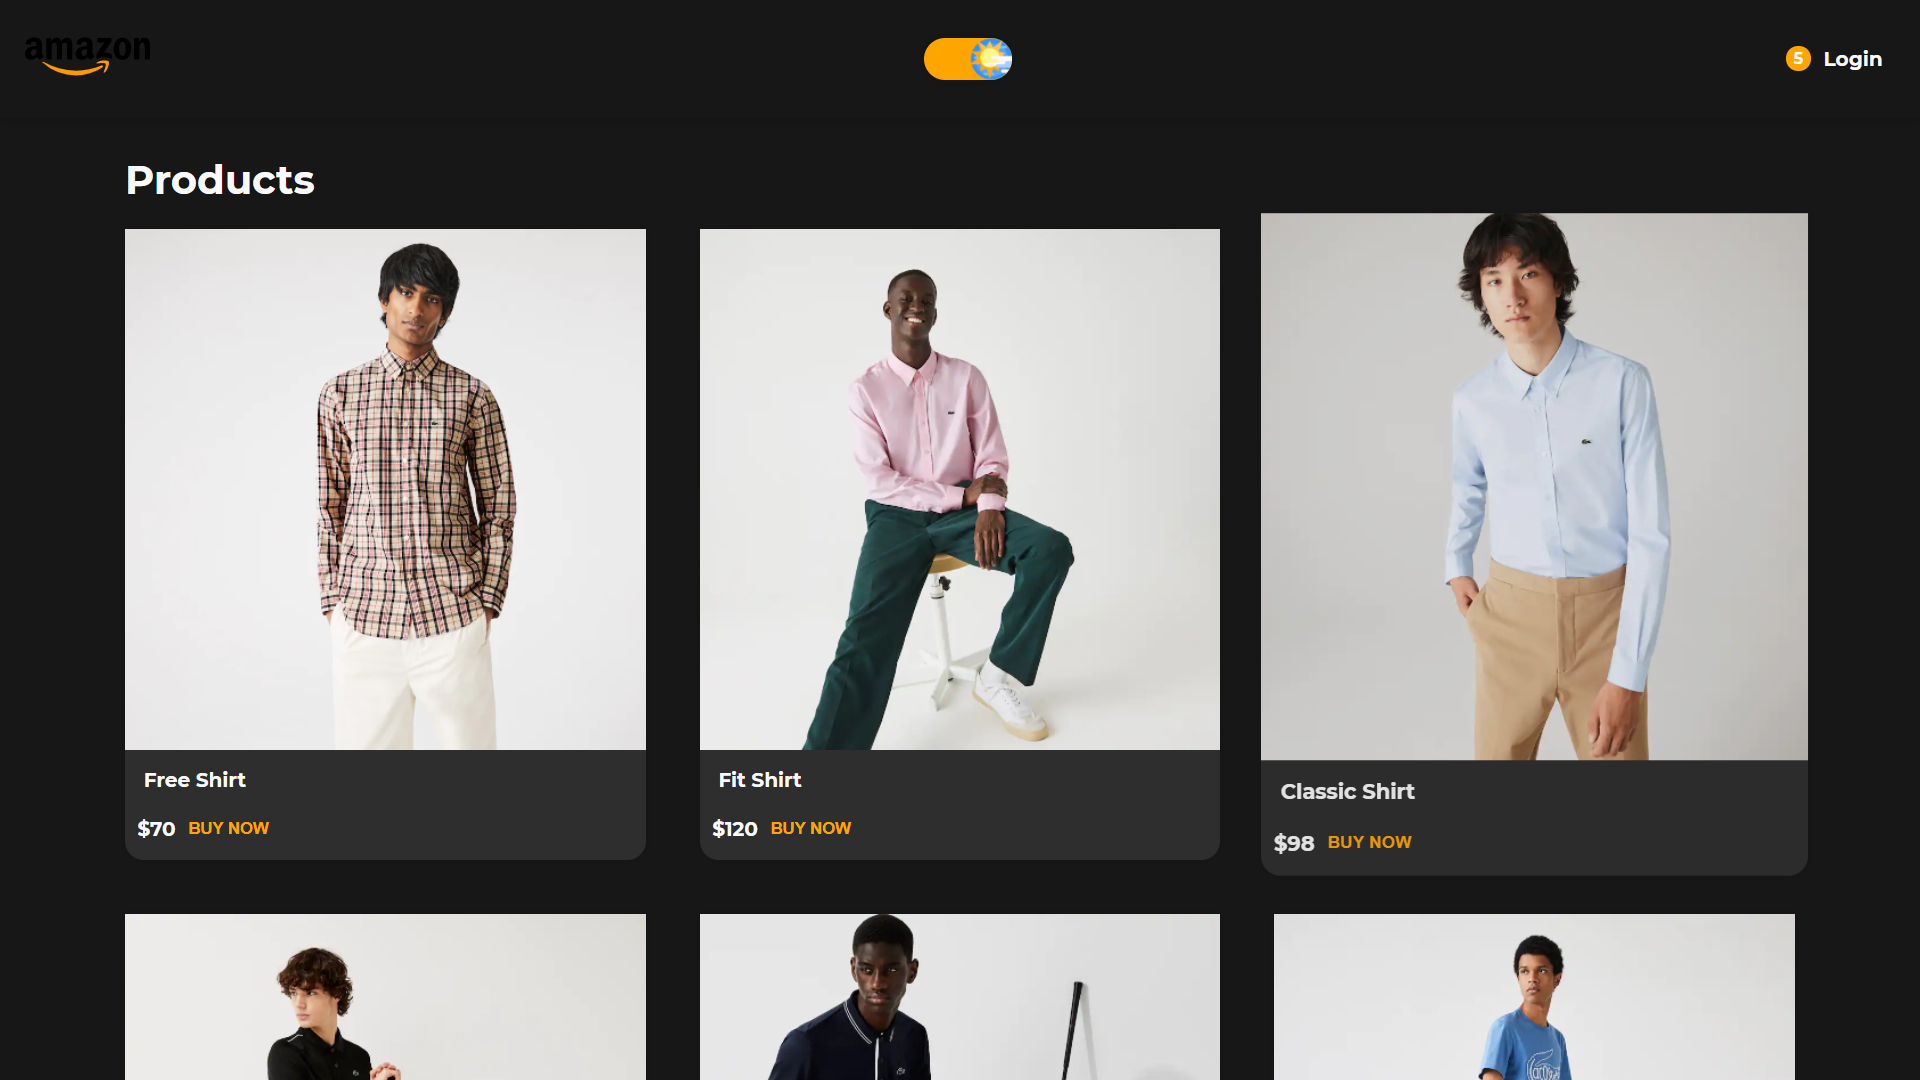 amazon
5 Login
Products
Free Shirt
$70 BUY NOW
Fit Shirt
$120 BUY NOW
Classic Shirt
$98 BUY NOW